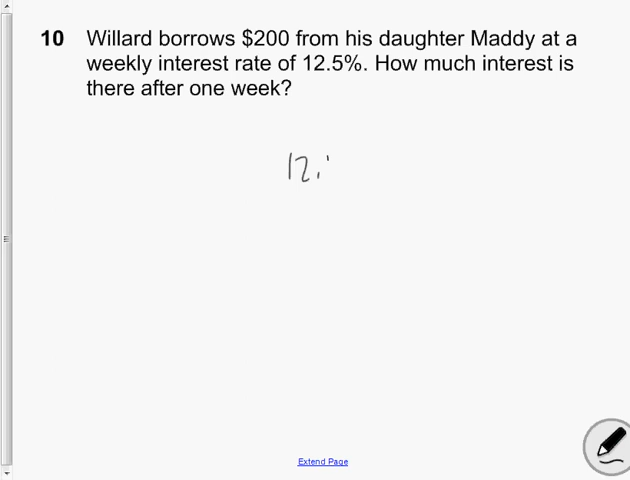 10 Willard borrows $200 from his daughter Maddy at a
weekly interest rate of 12.5%. How much interest is
there after one week?
12.
Extend Page